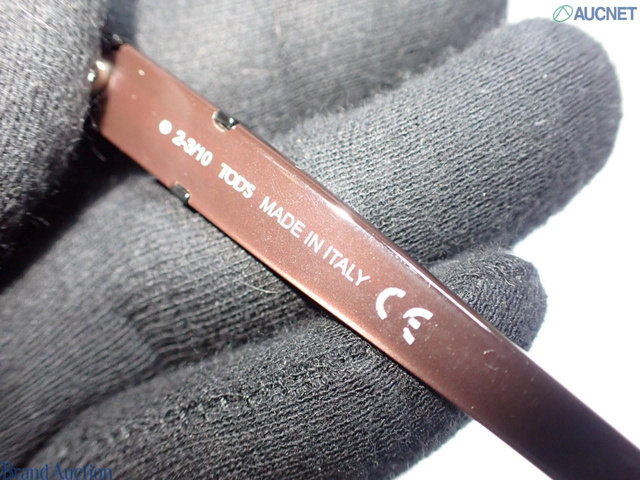 AUCNET
2-3/10 TOD'S MADE IN ITALY CE
Brand Auction